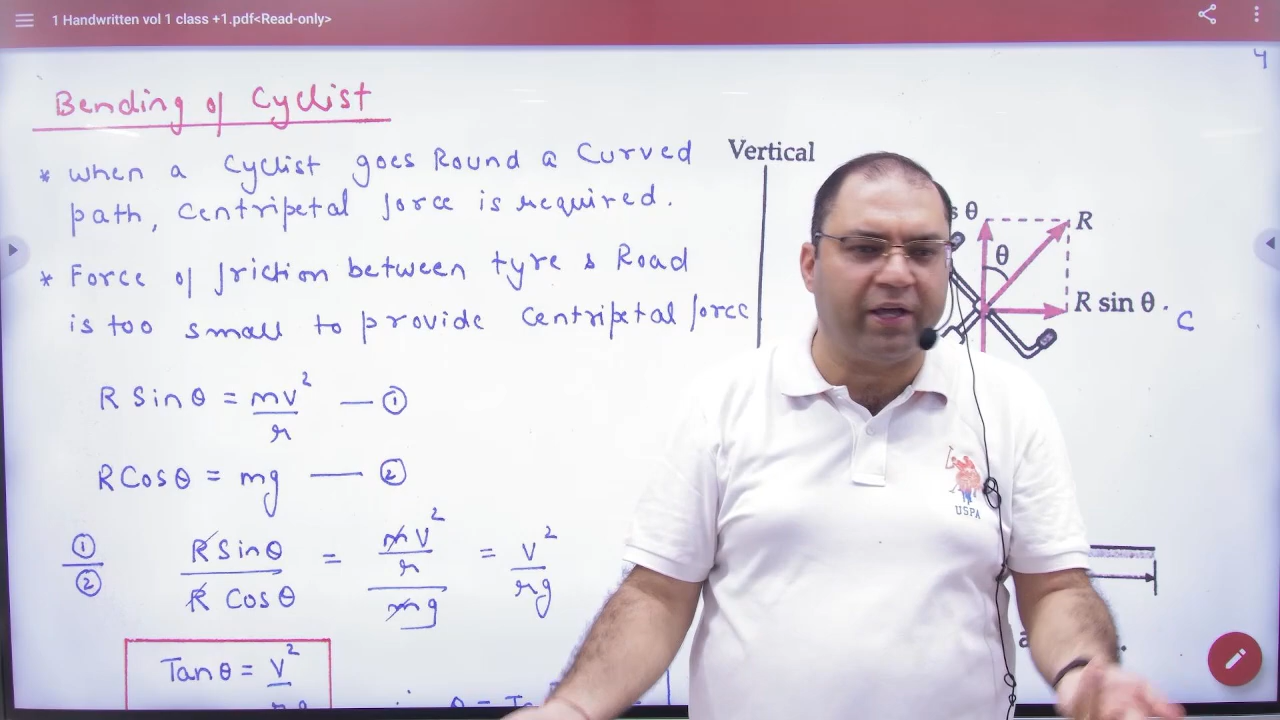 1 Handwritten vol 1 class +1.pdf<Read-only>
4
Bending of Cyclist
* when a Cyclist goes Round a Curved
path, Centripetal force is required.
* Force of friction between tyre & Road
is too small to provide Centripetal force
R Sin θ = mv²/r — ①
R Cos θ = mg — ②
①/② R Sin θ / R Cos θ = (mv²/r) / mg = v²/rg
Tan θ = v²/rg
Vertical
θ
R
θ
R sin θ .
C
USPA